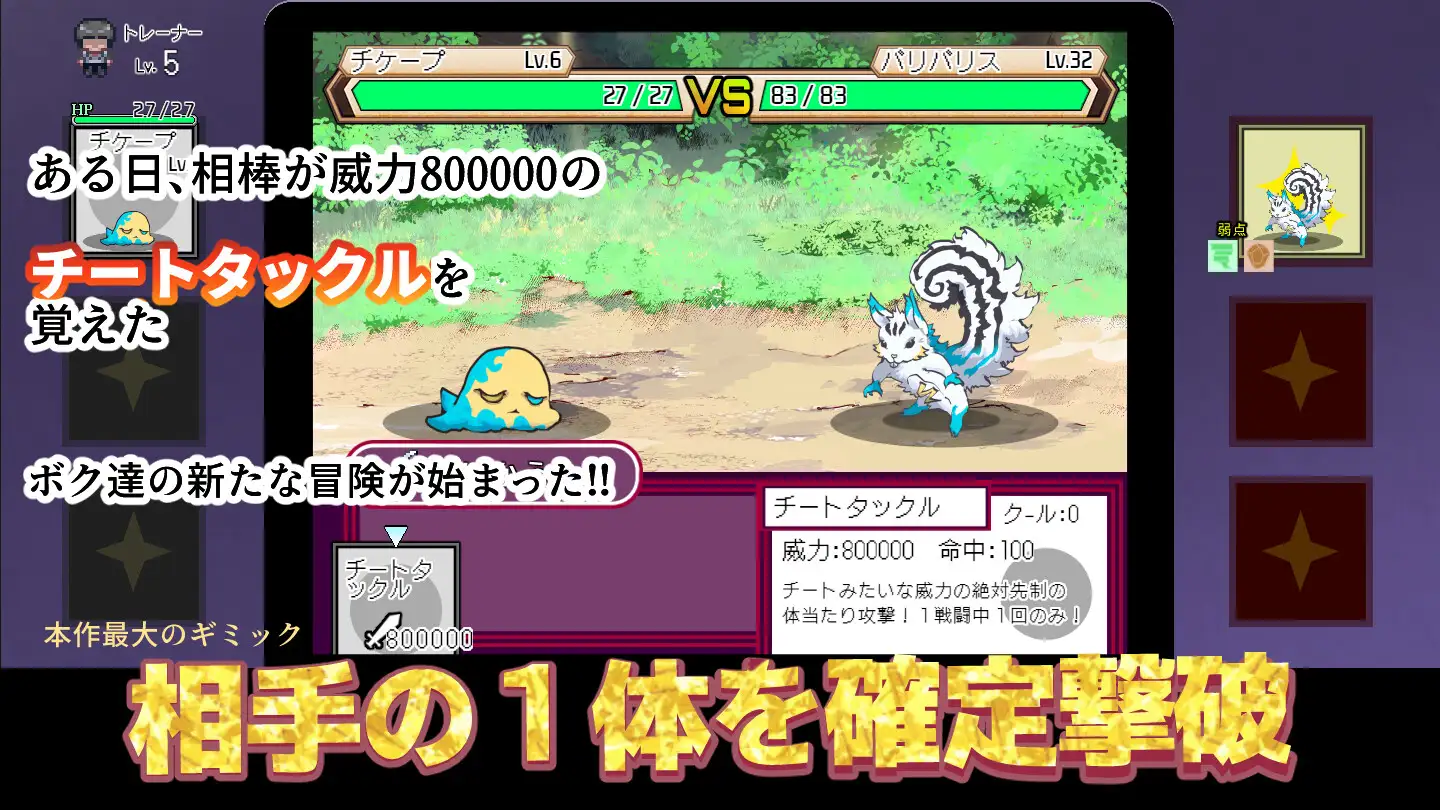 トレーナー
Lv. 5
HP 27/27
チケープ
Lv
チケープ Lv.6
27 / 27
VS
バリバリス Lv.32
83 / 83
ある日、相棒が威力800000の
チートタックルを
覚えた
ボク達の新たな冒険が始まった!!
弱点
チートタ
ックル
800000
チートタックル
クール:0
威力:800000 命中:100
チートみたいな威力の絶対先制の
体当たり攻撃！１戦闘中１回のみ！
本作最大のギミック
相手の１体を確定撃破